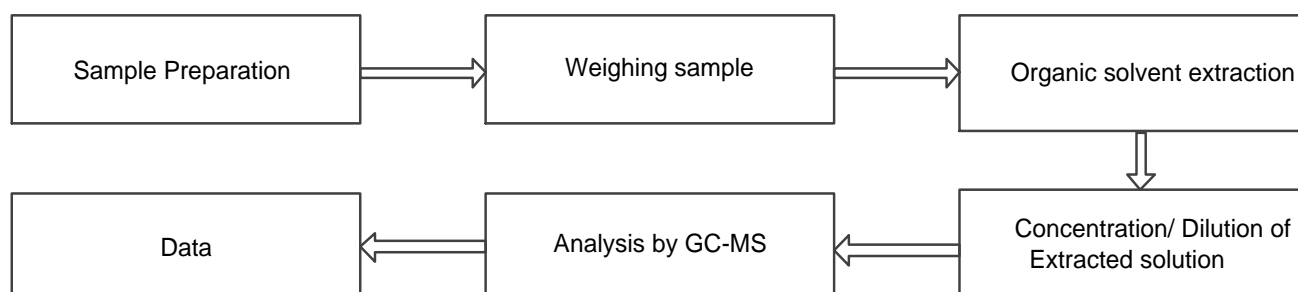 Sample Preparation
Weighing sample
Organic solvent extraction
Concentration/ Dilution of
Extracted solution
Analysis by GC-MS
Data